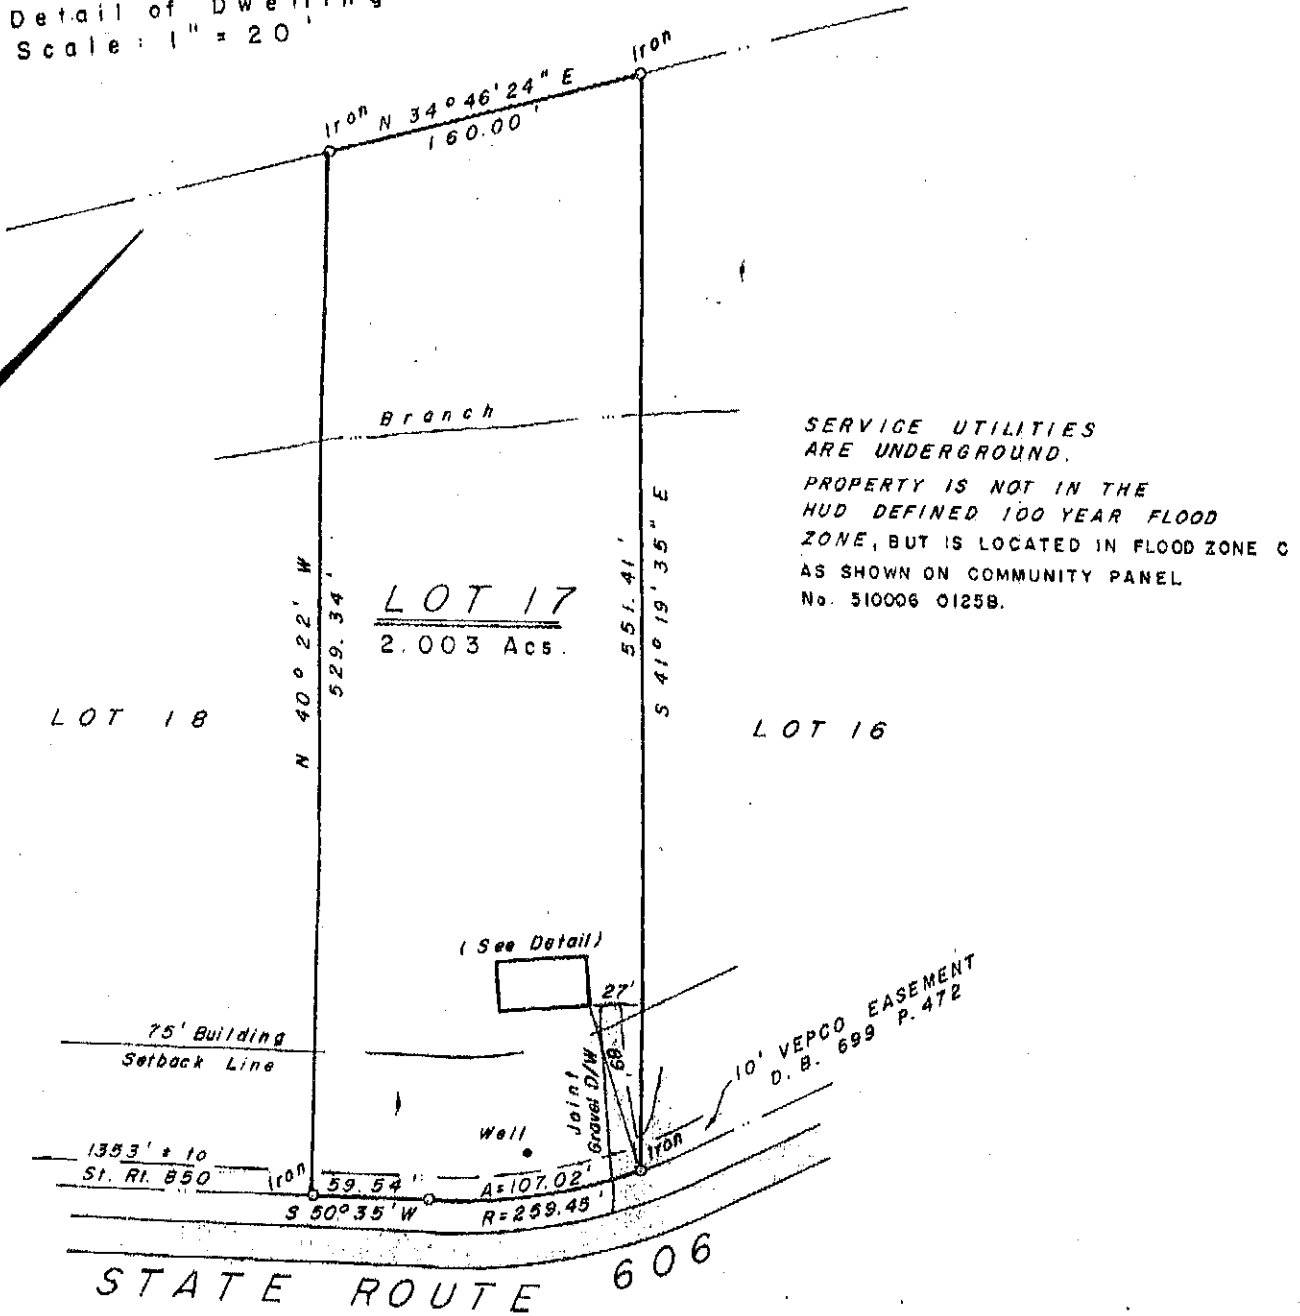 Detail of Dwelling
Scale: 1" = 20'
Iron
Iron
N 34° 46' 24" E
160.00'
Branch
SERVICE UTILITIES
ARE UNDERGROUND.
PROPERTY IS NOT IN THE
HUD DEFINED 100 YEAR FLOOD
ZONE, BUT IS LOCATED IN FLOOD ZONE C
AS SHOWN ON COMMUNITY PANEL
No. 510006 0125B.
N 40° 22' W
529.34'
LOT 17
2.003 Acs.
551.41'
S 41° 19' 35" E
LOT 18
LOT 16
(See Detail)
27'
68'
75' Building
Setback Line
Joint
Gravel D/W
10' VEPCO EASEMENT
D.B. 699 P. 472
Well
1353' ± to
St. Rt. 850
Iron
59.54'
S 50° 35' W
A=107.02'
R=259.45'
Iron
STATE ROUTE 606